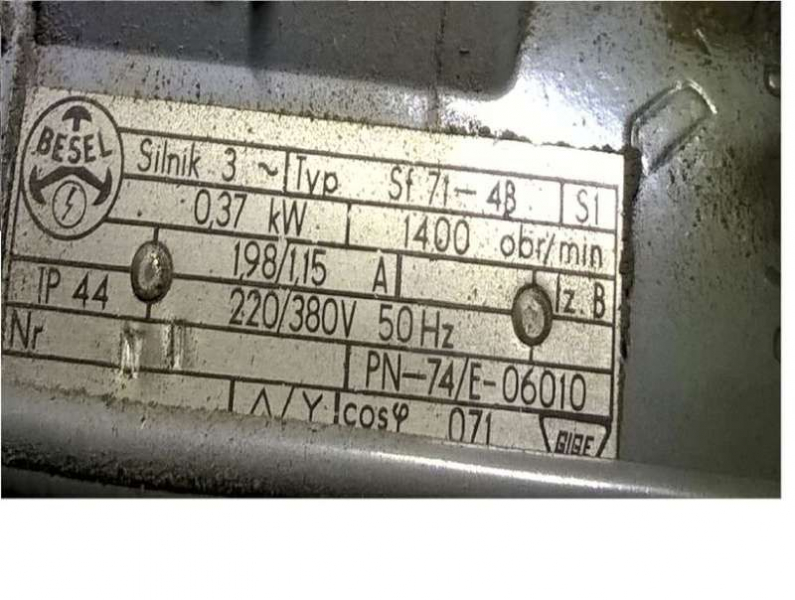 BESEL
Silnik 3 ~ Typ Sf 71-4B S1
0,37 kW 1400 obr/min
1,98/1,15 A Iz. B
IP 44 220/380V 50 Hz
Nr PN-74/E-06010
Δ/Y cosφ 0,71 BIBE